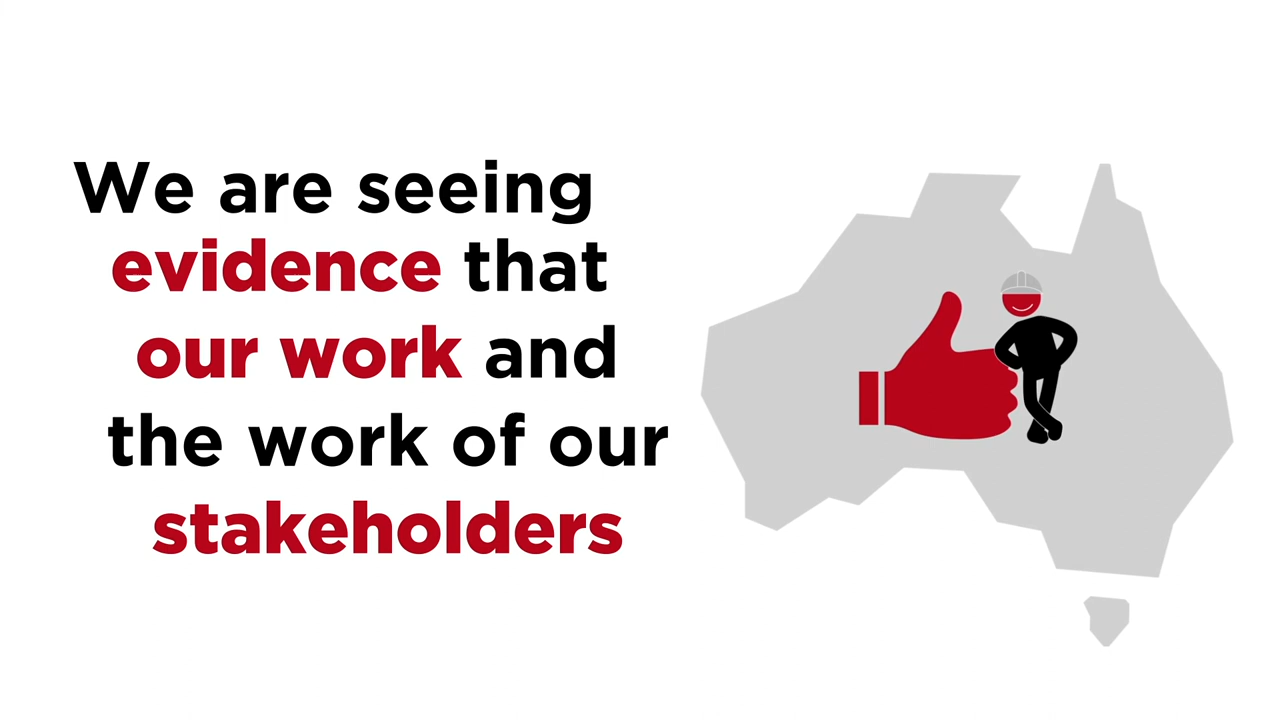 We are seeing
evidence that
our work and
the work of our
stakeholders